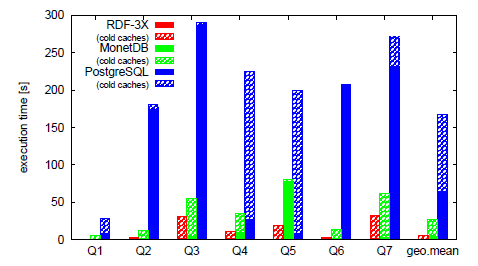 300
250
200
150
100
50
0
execution time [s]
RDF-3X
(cold caches)
MonetDB
(cold caches)
PostgreSQL
(cold caches)
Q1 Q2 Q3 Q4 Q5 Q6 Q7 geo.mean